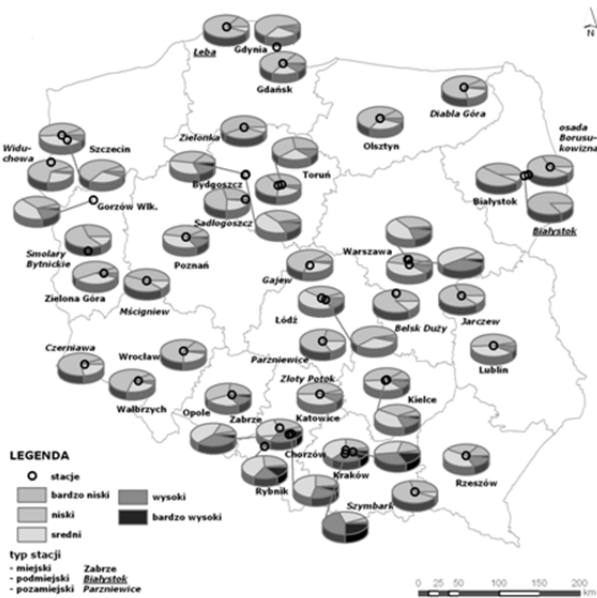 N
Łeba
Gdynia
Gdańsk
Diabla Góra
Olsztyn
osada
Borusu-
kowizna
Zielonka
Szczecin
Widu-
chowa
Toruń
Bydgoszcz
Gorzów Wlk.
Sadłogoszcz
Białystok
Białystok
Smolary
Bytnickie
Poznań
Warszawa
Gajew
Zielona Góra
Mścigniew
Łódź
Belsk Duży
Jarczew
Czerniawa
Wrocław
Parzniewice
Lublin
Złoty Potok
Wałbrzych
Opole
Zabrze
Katowice
Kielce
Chorzów
Kraków
Rybnik
Szymbark
Rzeszów
LEGENDA
stacje
bardzo niski
niski
sredni
wysoki
bardzo wysoki
typ stacji
- miejski Zabrze
- podmiejski Białystok
- pozamiejski Parzniewice
0 25 50 100 150 200
km